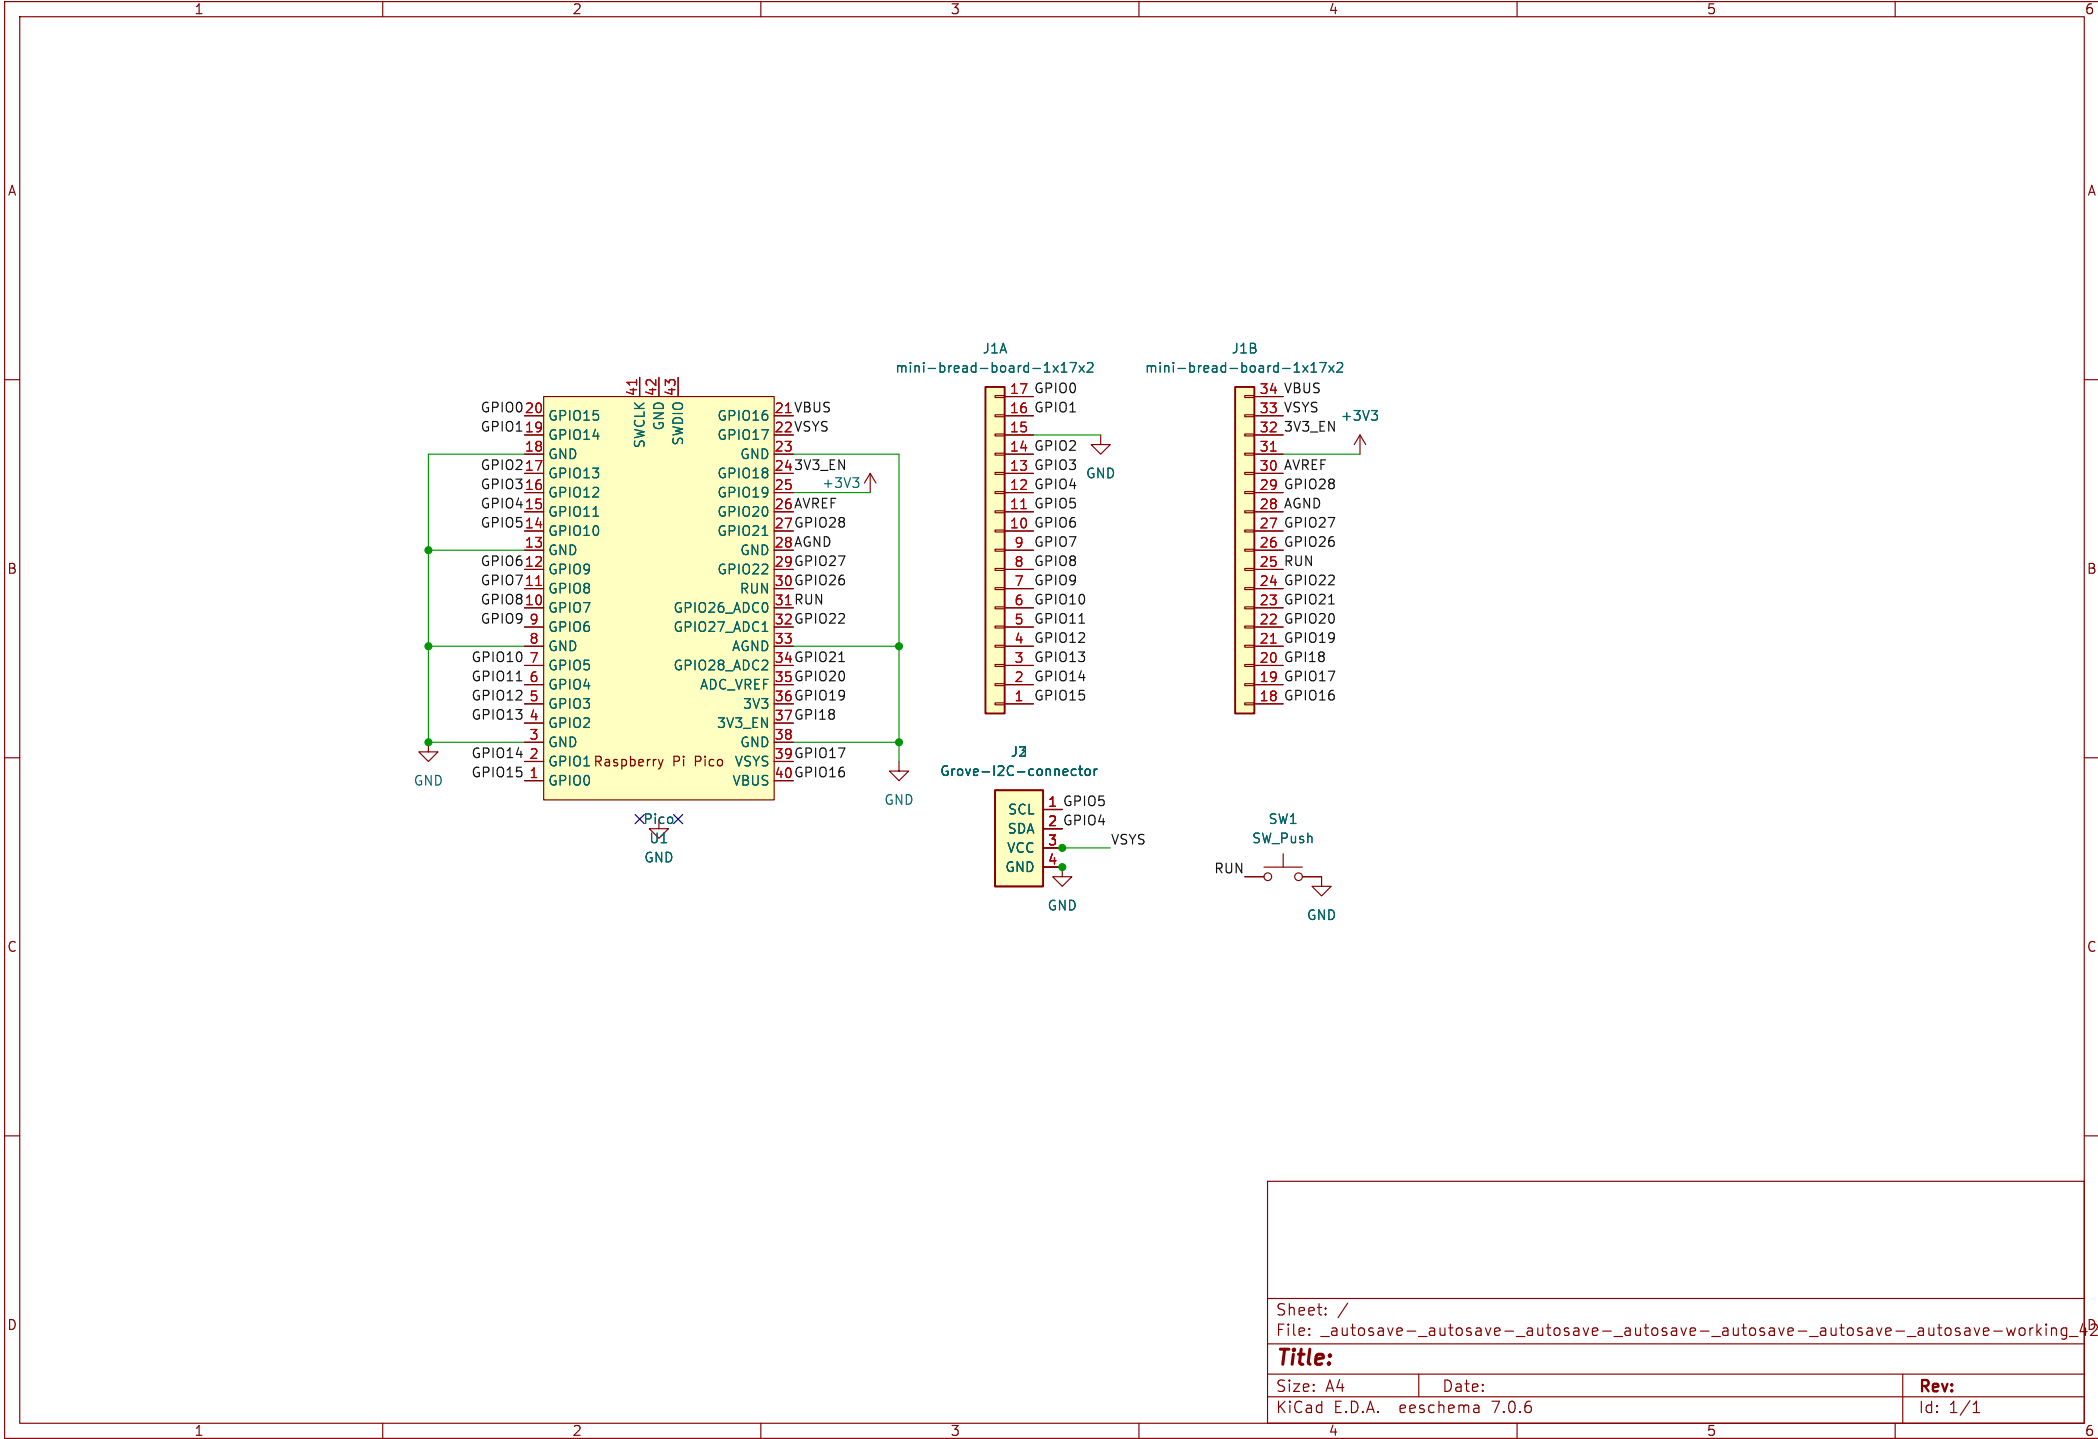 1 2 3 4 5 6
A
B
C
D
A
B
C
D
1 2 3 4 5 6
41 42 43
SWCLK GND SWDIO
GPIO0 20 GPIO15
GPIO1 19 GPIO14
18 GND
GPIO2 17 GPIO13
GPIO3 16 GPIO12
GPIO4 15 GPIO11
GPIO5 14 GPIO10
13 GND
GPIO6 12 GPIO9
GPIO7 11 GPIO8
GPIO8 10 GPIO7
GPIO9 9 GPIO6
8 GND
GPIO10 7 GPIO5
GPIO11 6 GPIO4
GPIO12 5 GPIO3
GPIO13 4 GPIO2
3 GND
GPIO14 2 GPIO1
GPIO15 1 GPIO0
GND
Raspberry Pi Pico
GPIO16 21 VBUS
GPIO17 22 VSYS
GND 23
GPIO18 24 3V3_EN
+3V3
GPIO19 25
GPIO20 26 AVREF
GPIO21 27 GPIO28
GND 28 AGND
GPIO22 29 GPIO27
RUN 30 GPIO26
GPIO26_ADC0 31 RUN
GPIO27_ADC1 32 GPIO22
AGND 33
GPIO28_ADC2 34 GPIO21
ADC_VREF 35 GPIO20
3V3 36 GPIO19
3V3_EN 37 GPI18
GND 38
VSYS 39 GPIO17
VBUS 40 GPIO16
GND
Pico
U1
GND
J1A
mini-bread-board-1x17x2
17 GPIO0
16 GPIO1
15
GND
14 GPIO2
13 GPIO3
12 GPIO4
11 GPIO5
10 GPIO6
9 GPIO7
8 GPIO8
7 GPIO9
6 GPIO10
5 GPIO11
4 GPIO12
3 GPIO13
2 GPIO14
1 GPIO15
J1B
mini-bread-board-1x17x2
34 VBUS
33 VSYS
+3V3
32 3V3_EN
31
30 AVREF
29 GPIO28
28 AGND
27 GPIO27
26 GPIO26
25 RUN
24 GPIO22
23 GPIO21
22 GPIO20
21 GPIO19
20 GPI18
19 GPIO17
18 GPIO16
Grove-I2C-connector
SCL 1 GPIO5
SDA 2 GPIO4
VCC 3 VSYS
GND 4
GND
SW1
SW_Push
RUN
GND
Sheet: /
File: _autosave-_autosave-_autosave-_autosave-_autosave-_autosave-_autosave-working_42
Title:
Size: A4 Date: Rev:
KiCad E.D.A. eeschema 7.0.6 Id: 1/1